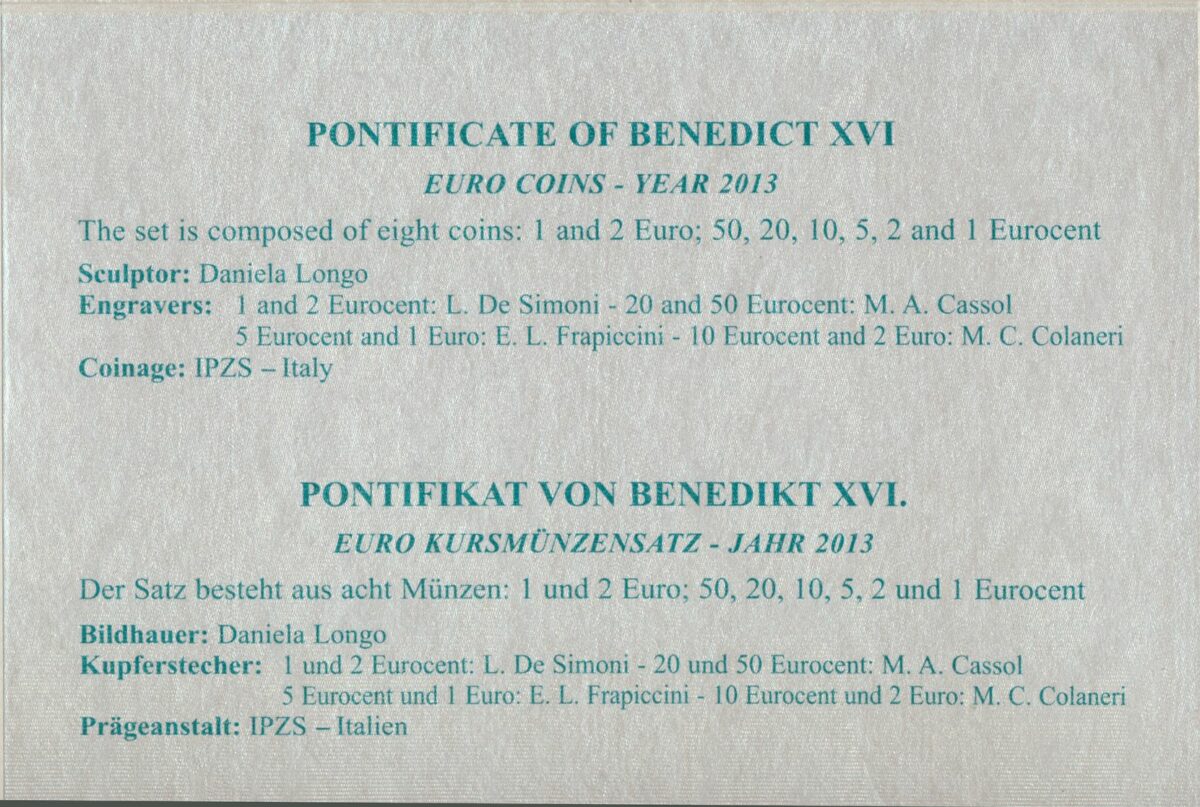 PONTIFICATE OF BENEDICT XVI
EURO COINS - YEAR 2013
The set is composed of eight coins: 1 and 2 Euro; 50, 20, 10, 5, 2 and 1 Eurocent
Sculptor: Daniela Longo
Engravers: 1 and 2 Eurocent: L. De Simoni - 20 and 50 Eurocent: M. A. Cassol
5 Eurocent and 1 Euro: E. L. Frapiccini - 10 Eurocent and 2 Euro: M. C. Colaneri
Coinage: IPZS – Italy
PONTIFIKAT VON BENEDIKT XVI.
EURO KURSMÜNZENSATZ - JAHR 2013
Der Satz besteht aus acht Münzen: 1 und 2 Euro; 50, 20, 10, 5, 2 und 1 Eurocent
Bildhauer: Daniela Longo
Kupferstecher: 1 und 2 Eurocent: L. De Simoni - 20 und 50 Eurocent: M. A. Cassol
5 Eurocent und 1 Euro: E. L. Frapiccini - 10 Eurocent und 2 Euro: M. C. Colaneri
Prägeanstalt: IPZS – Italien